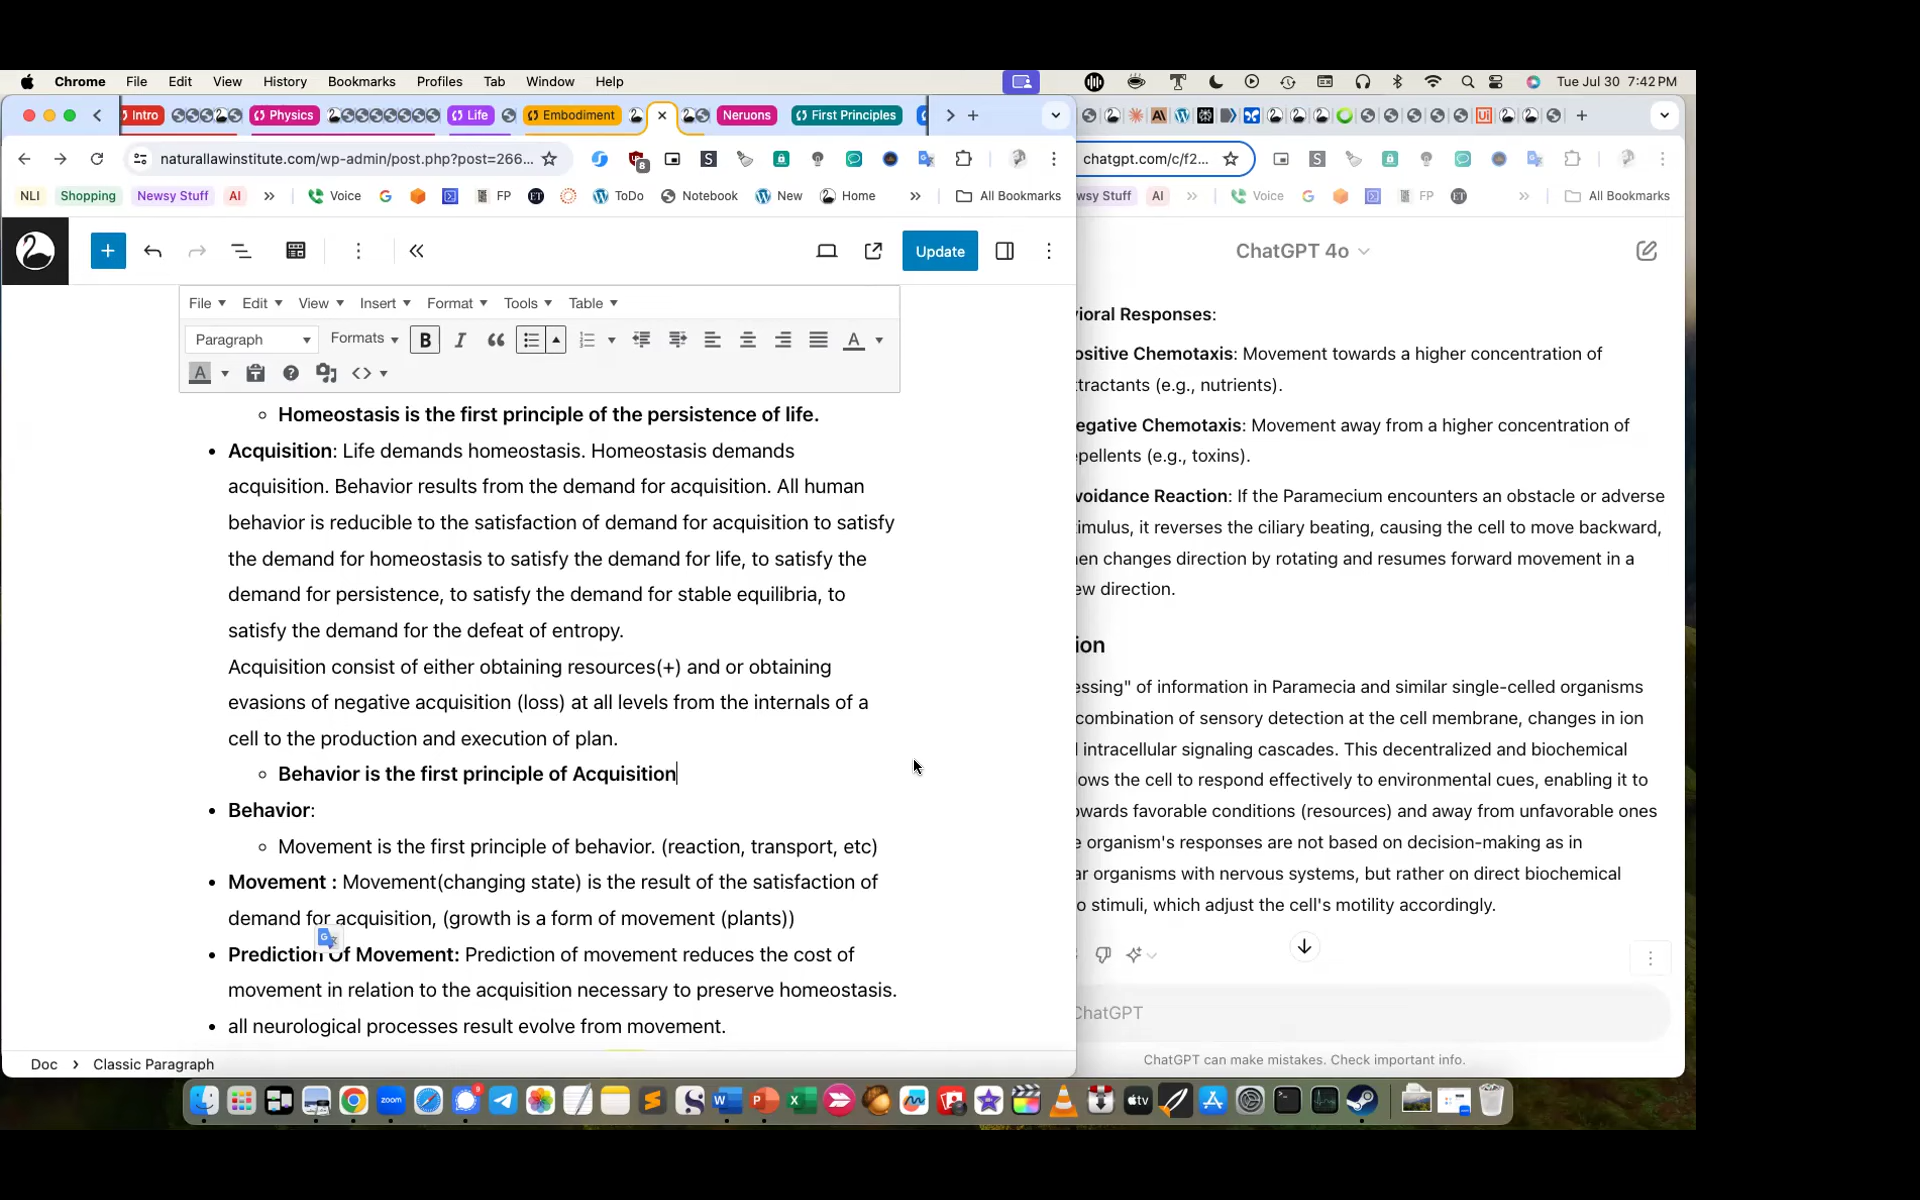 Chrome File Edit View History Bookmarks Profiles Tab Window Help Tue Jul 30 7:42 PM
Intro Physics Life Embodiment Neruons First Principles
naturallawinstitute.com/wp-admin/post.php?post=266...
chatgpt.com/c/f2...
NLI Shopping Newsy Stuff AI Voice FP ToDo Notebook New Home All Bookmarks
wsy Stuff AI Voice FP All Bookmarks
Update
File Edit View Insert Format Tools Table
Paragraph Formats
Homeostasis is the first principle of the persistence of life.
Acquisition: Life demands homeostasis. Homeostasis demands
acquisition. Behavior results from the demand for acquisition. All human
behavior is reducible to the satisfaction of demand for acquisition to satisfy
the demand for homeostasis to satisfy the demand for life, to satisfy the
demand for persistence, to satisfy the demand for stable equilibria, to
satisfy the demand for the defeat of entropy.
Acquisition consist of either obtaining resources(+) and or obtaining
evasions of negative acquisition (loss) at all levels from the internals of a
cell to the production and execution of plan.
Behavior is the first principle of Acquisition
Behavior:
Movement is the first principle of behavior. (reaction, transport, etc)
Movement : Movement(changing state) is the result of the satisfaction of
demand for acquisition, (growth is a form of movement (plants))
Prediction Of Movement: Prediction of movement reduces the cost of
movement in relation to the acquisition necessary to preserve homeostasis.
all neurological processes result evolve from movement.
Doc Classic Paragraph
ChatGPT 4o
vioral Responses:
ositive Chemotaxis: Movement towards a higher concentration of
ttractants (e.g., nutrients).
egative Chemotaxis: Movement away from a higher concentration of
epellents (e.g., toxins).
voidance Reaction: If the Paramecium encounters an obstacle or adverse
timulus, it reverses the ciliary beating, causing the cell to move backward,
en changes direction by rotating and resumes forward movement in a
ew direction.
ion
essing" of information in Paramecia and similar single-celled organisms
combination of sensory detection at the cell membrane, changes in ion
intracellular signaling cascades. This decentralized and biochemical
lows the cell to respond effectively to environmental cues, enabling it to
owards favorable conditions (resources) and away from unfavorable ones
e organism's responses are not based on decision-making as in
ar organisms with nervous systems, but rather on direct biochemical
o stimuli, which adjust the cell's motility accordingly.
ChatGPT
ChatGPT can make mistakes. Check important info.
zoom tv